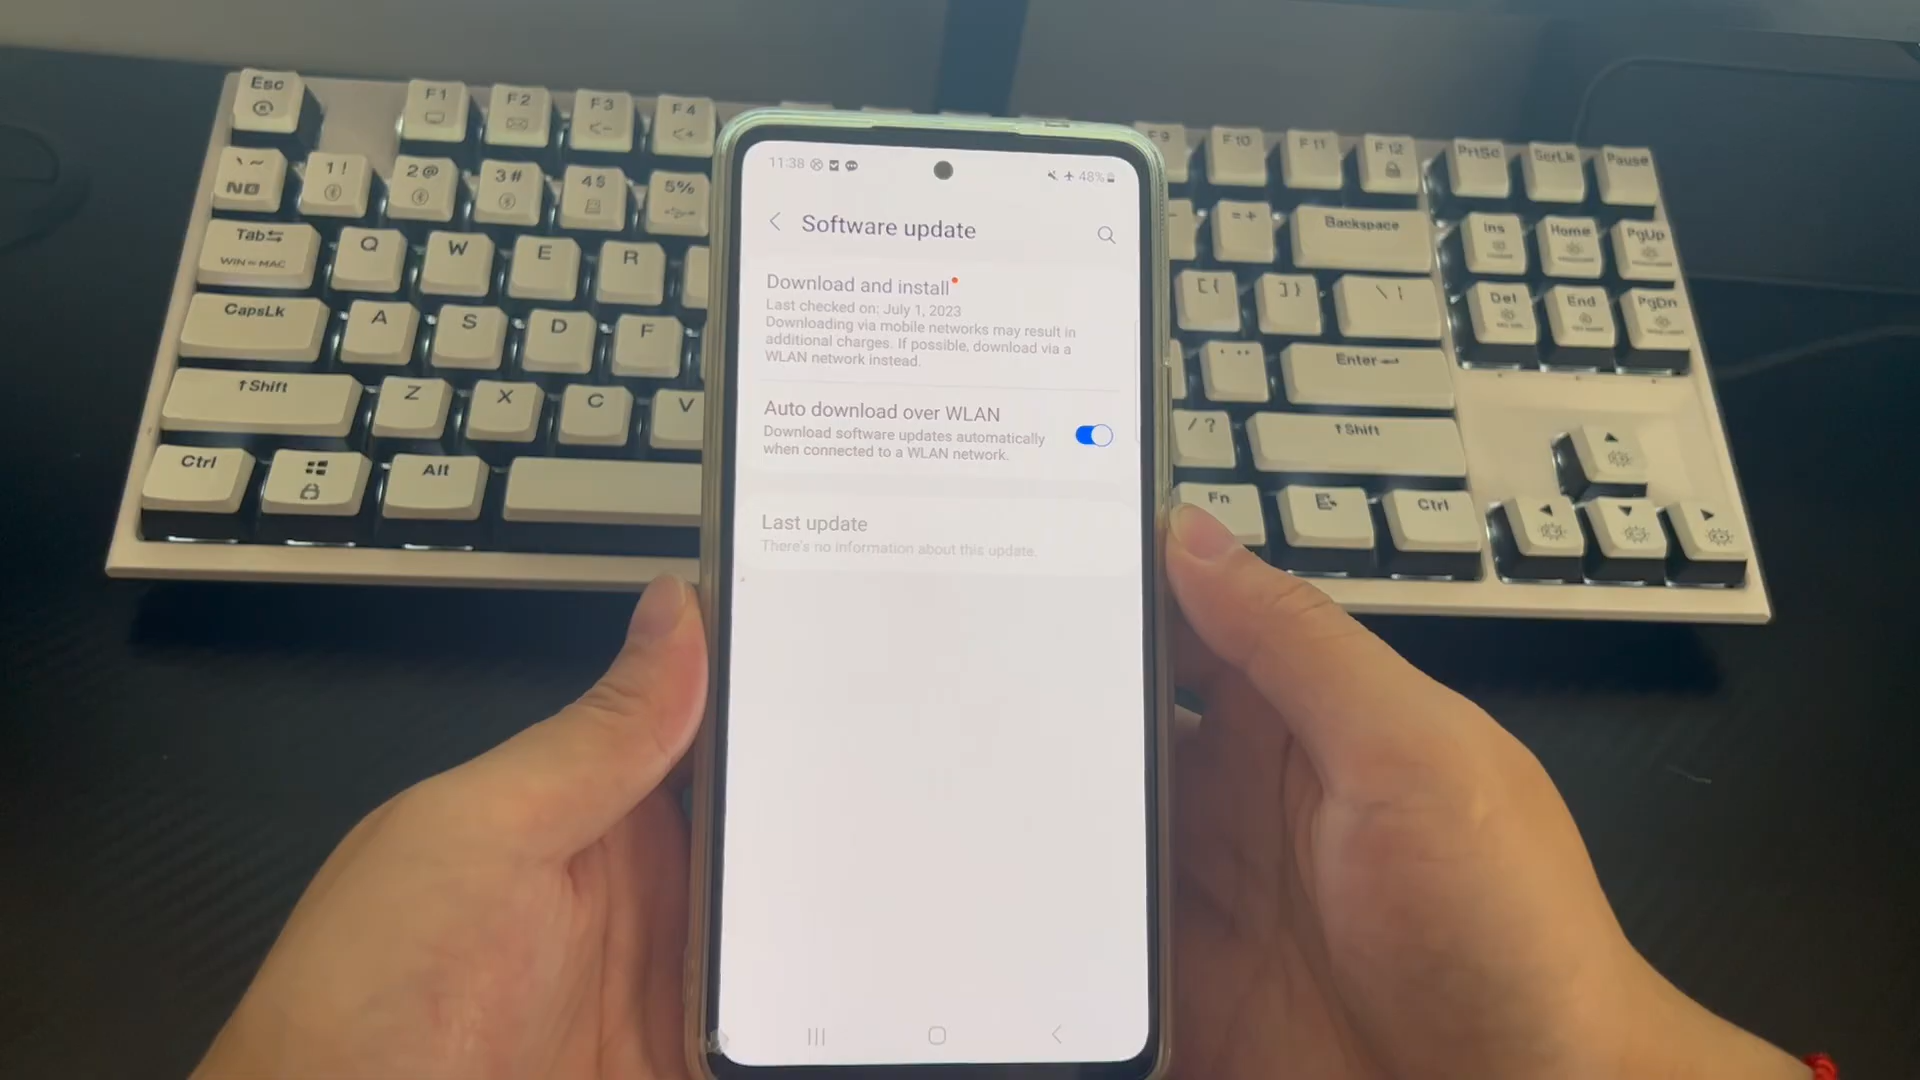 11:38
48%
Software update
Download and install
Last checked on: July 1, 2023
Downloading via mobile networks may result in
additional charges. If possible, download via a
WLAN network instead.
Auto download over WLAN
Download software updates automatically
when connected to a WLAN network.
Last update
There's no information about this update.
Esc F1 F2 F3 F4 F9 F10 F11 F12 PrtSc ScrLk Pause
` ~ 1 ! 2 @ 3 # 4 $ 5 % - = + Backspace Ins Home PgUp
Tab Q W E R [ { ] } \ | Del End PgDn
WIN MAC
CapsLk A S D F ' " Enter
Shift Z X C V / ? Shift
Ctrl Alt Fn Ctrl